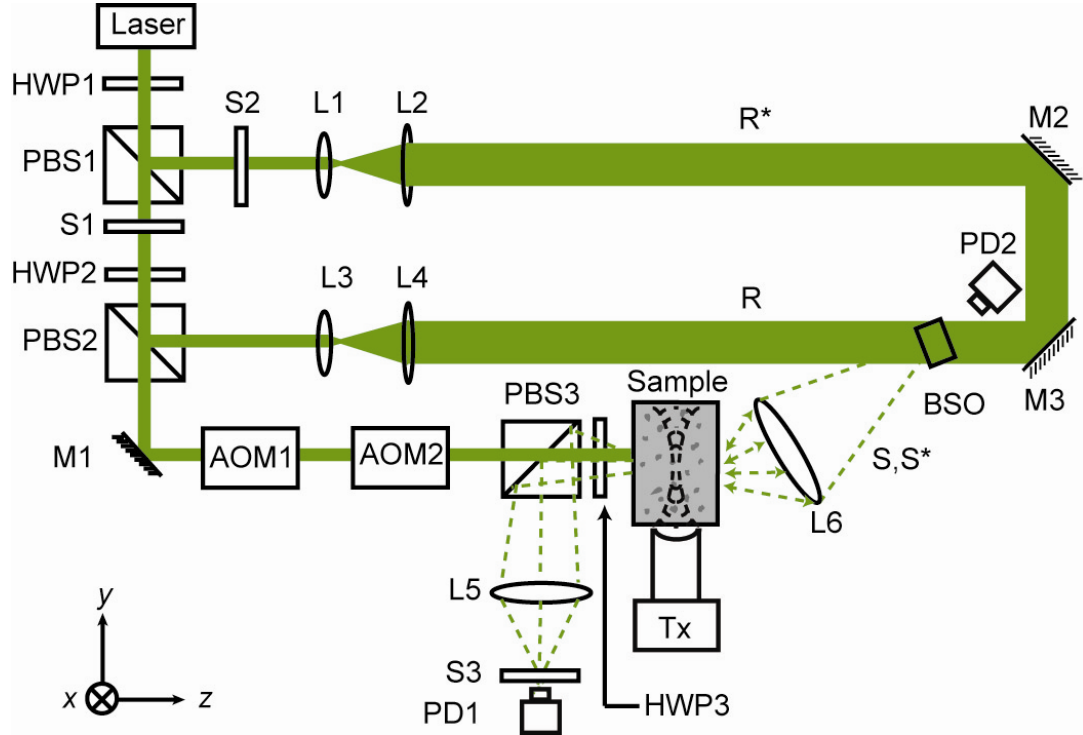 Laser
HWP1
S2
L1
L2
R*
M2
PBS1
S1
PD2
HWP2
L3
L4
R
PBS2
PBS3
Sample
BSO
M3
M1
AOM1
AOM2
S,S*
L6
L5
Tx
y
S3
x
z
PD1
HWP3